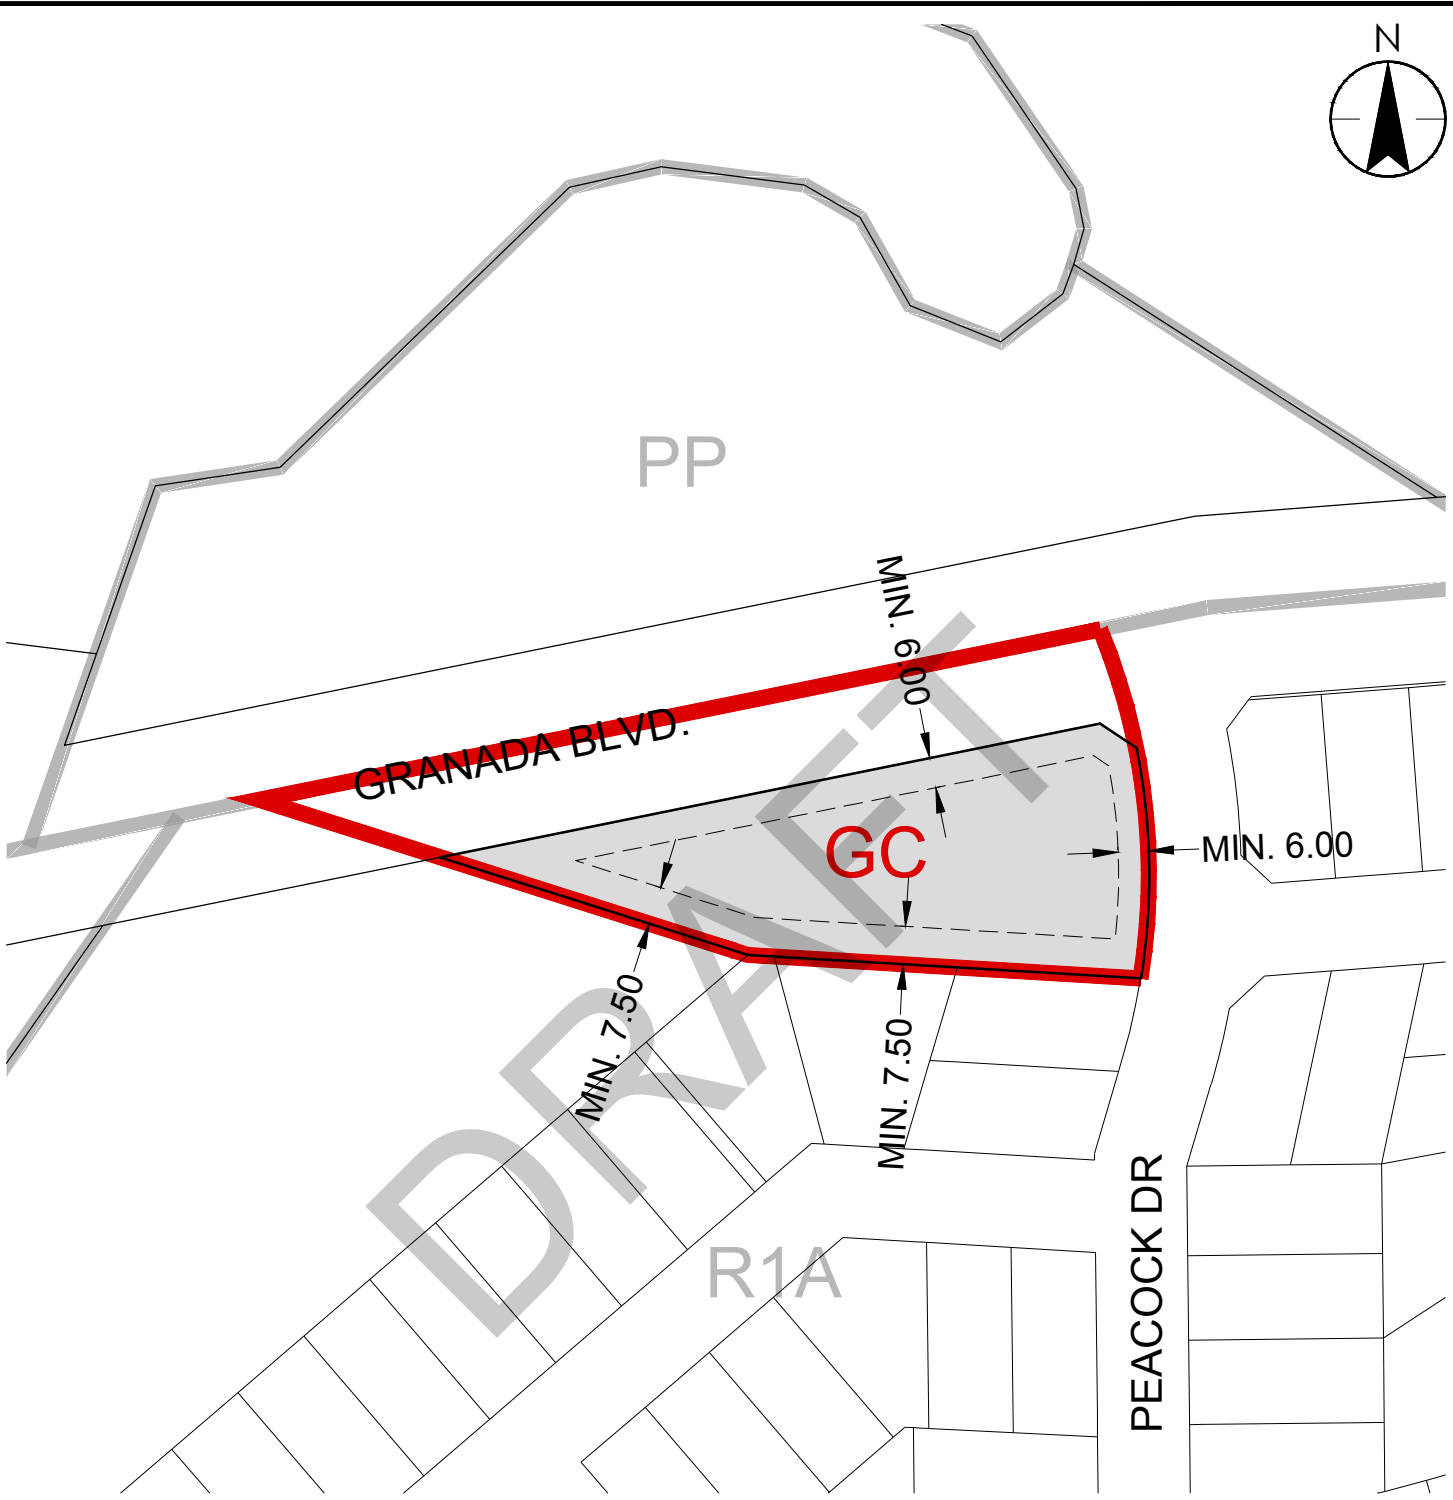 N
PP
MIN. 6.00
GRANADA BLVD.
GC
MIN. 6.00
MIN. 7.50
MIN. 7.50
DRAFT
R1A
PEACOCK DR